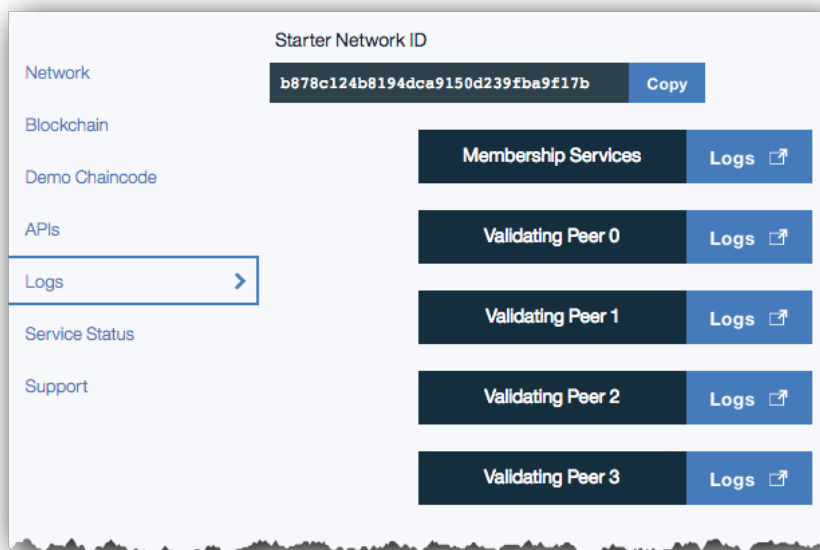 Starter Network ID
Network
b878c124b8194dca9150d239fba9f17b Copy
Blockchain
Membership Services Logs
Demo Chaincode
APIs
Validating Peer 0 Logs
Logs
Validating Peer 1 Logs
Service Status
Support
Validating Peer 2 Logs
Validating Peer 3 Logs